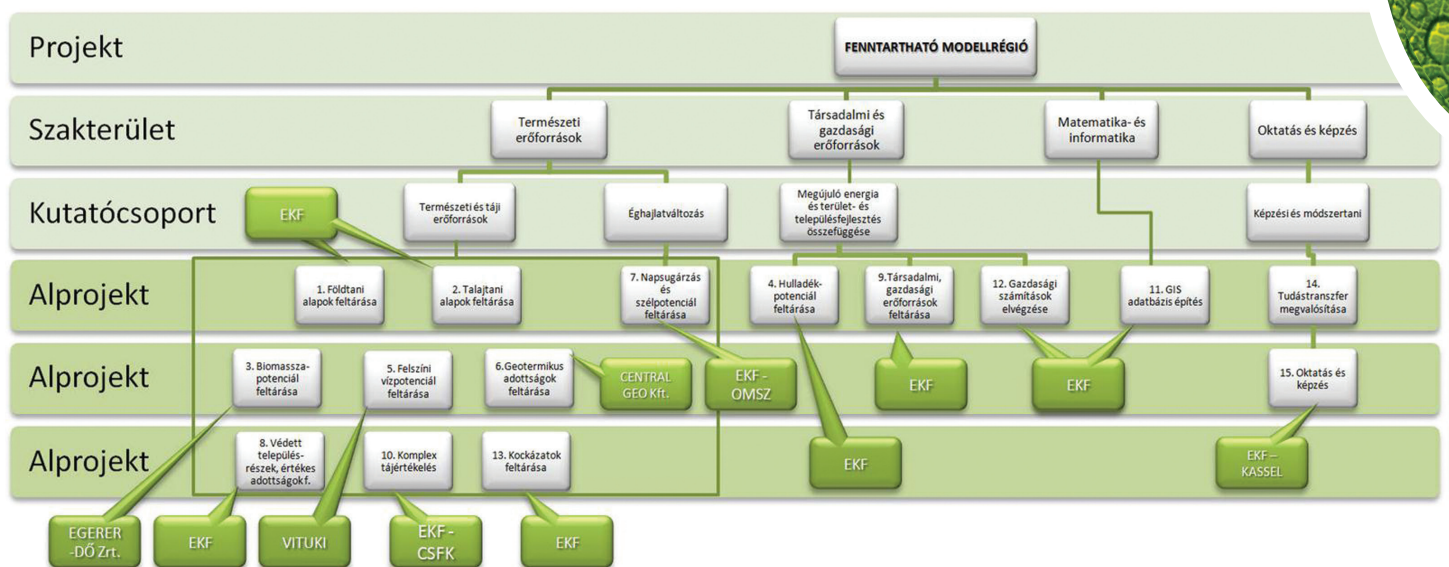 Projekt
FENNTARTHATÓ MODELLRÉGIÓ
Szakterület
Természeti
erőforrások
Társadalmi és
gazdasági
erőforrások
Matematika- és
informatika
Oktatás és képzés
Kutatócsoport
EKF
Természeti és táji
erőforrások
Éghajlatváltozás
Megújuló energia
és terület- és
településfejlesztés
összefüggése
Képzési és módszertani
Alprojekt
1. Földtani
alapok feltárása
2. Talajtani
alapok feltárása
7. Napsugárzás
és
szélpotenciál
feltárása
4. Hulladék-
potenciál
feltárása
9.Társadalmi,
gazdasági
erőforrások
feltárása
12. Gazdasági
számítások
elvégzése
11. GIS
adatbázis építés
14.
Tudástranszfer
megvalósítása
Alprojekt
3. Biomassza-
potenciál
feltárása
5. Felszíni
vízpotenciál
feltárása
6.Geotermikus
adottságok
feltárása
CENTRAL
GEO Kft.
EKF -
OMSZ
EKF
EKF
15. Oktatás és
képzés
Alprojekt
8. Védett
település-
részek, értékes
adottságok f.
10. Komplex
tájértékelés
13. Kockázatok
feltárása
EKF
EKF –
KASSEL
EGERER
-DŐ Zrt.
EKF
VITUKI
EKF -
CSFK
EKF